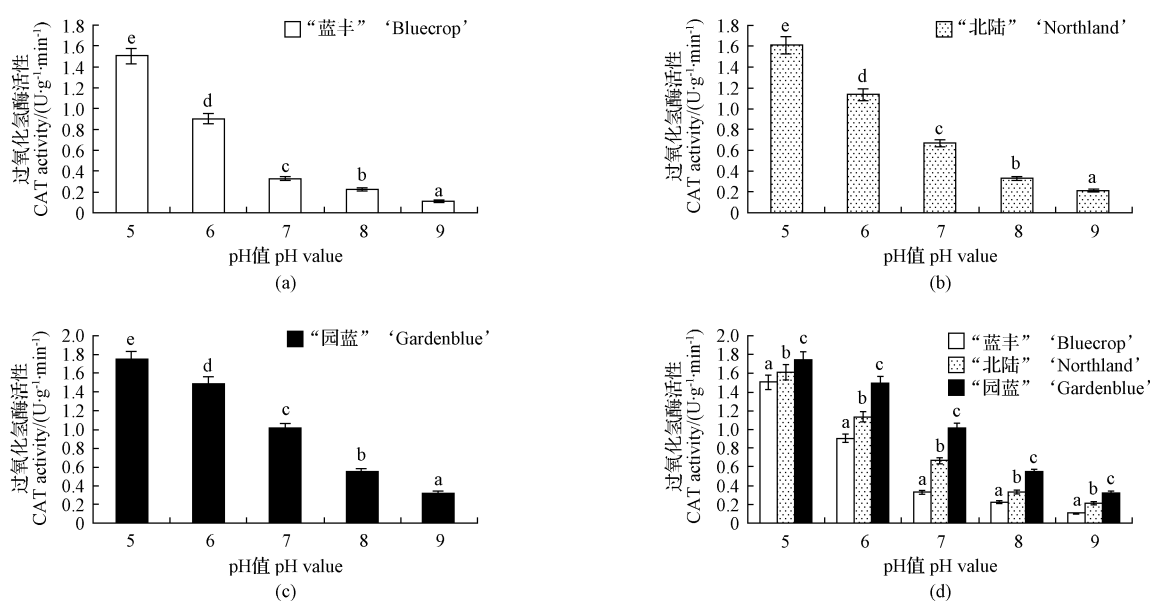 过氧化氢酶活性
CAT activity/(U·g⁻¹·min⁻¹)
1.8
1.6
1.4
1.2
1.0
0.8
0.6
0.4
0.2
0
“蓝丰” ‘Bluecrop’
e
d
c
b
a
5 6 7 8 9
pH值 pH value
(a)
过氧化氢酶活性
CAT activity/(U·g⁻¹·min⁻¹)
1.8
1.6
1.4
1.2
1.0
0.8
0.6
0.4
0.2
0
“北陆” ‘Northland’
e
d
c
b
a
5 6 7 8 9
pH值 pH value
(b)
过氧化氢酶活性
CAT activity/(U·g⁻¹·min⁻¹)
2.0
1.8
1.6
1.4
1.2
1.0
0.8
0.6
0.4
0.2
0
“园蓝” ‘Gardenblue’
e
d
c
b
a
5 6 7 8 9
pH值 pH value
(c)
过氧化氢酶活性
CAT activity/(U·g⁻¹·min⁻¹)
2.0
1.8
1.6
1.4
1.2
1.0
0.8
0.6
0.4
0.2
0
“蓝丰” ‘Bluecrop’
“北陆” ‘Northland’
“园蓝” ‘Gardenblue’
a b c
a b c
a b c
a b c
a b c
5 6 7 8 9
pH值 pH value
(d)